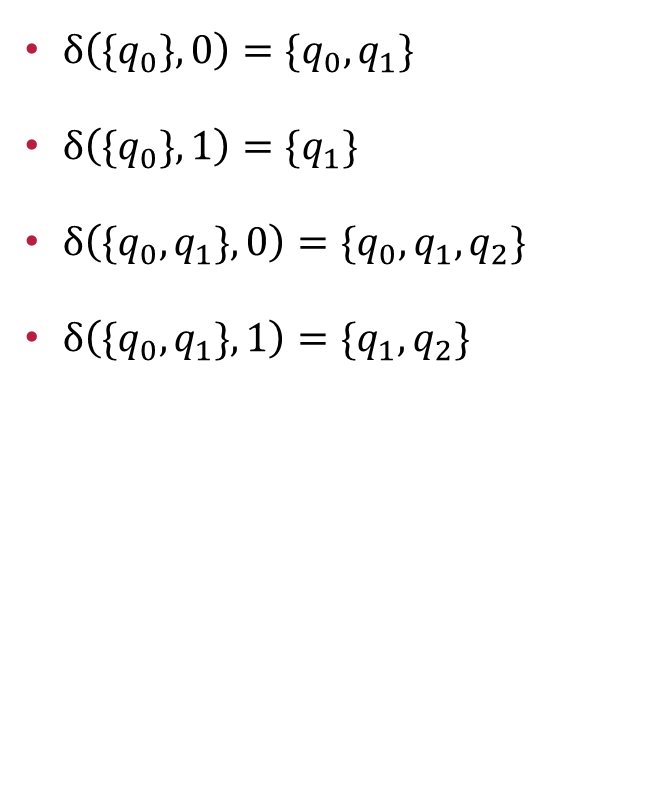 • δ({q₀}, 0) = {q₀, q₁}
• δ({q₀}, 1) = {q₁}
• δ({q₀, q₁}, 0) = {q₀, q₁, q₂}
• δ({q₀, q₁}, 1) = {q₁, q₂}